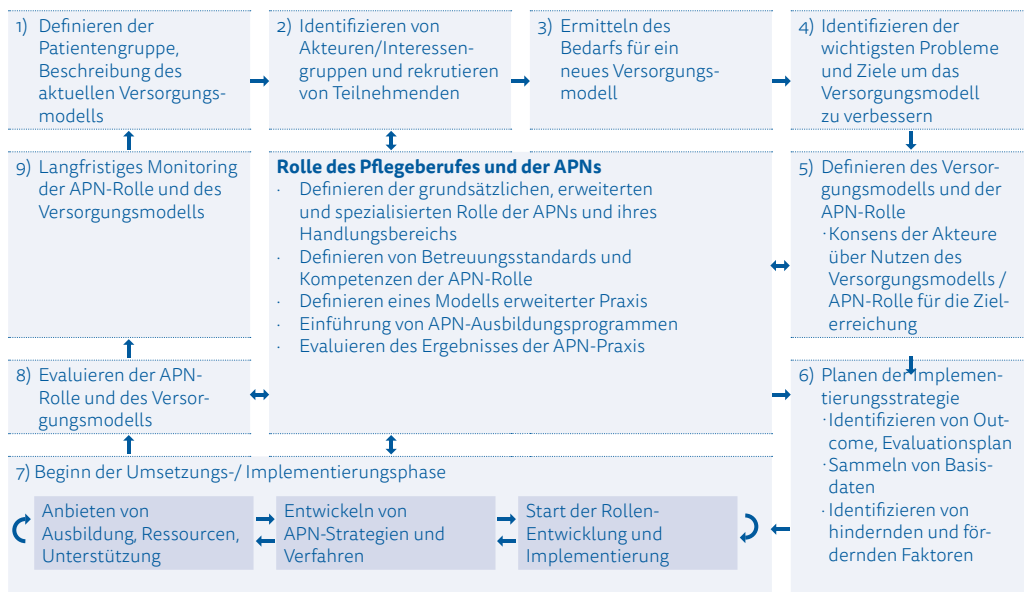 1) Definieren der
Patientengruppe,
Beschreibung des
aktuellen Versorgungs-
modells
2) Identifizieren von
Akteuren/Interessen-
gruppen und rekrutieren
von Teilnehmenden
3) Ermitteln des
Bedarfs für ein
neues Versorgungs-
modell
4) Identifizieren der
wichtigsten Probleme
und Ziele um das
Versorgungsmodell
zu verbessern
9) Langfristiges Monitoring
der APN-Rolle und des
Versorgungsmodells
Rolle des Pflegeberufes und der APNs
· Definieren der grundsätzlichen, erweiterten
und spezialisierten Rolle der APNs und ihres
Handlungsbereichs
· Definieren von Betreuungsstandards und
Kompetenzen der APN-Rolle
· Definieren eines Modells erweiterter Praxis
· Einführung von APN-Ausbildungsprogrammen
· Evaluieren des Ergebnisses der APN-Praxis
5) Definieren des Versor-
gungsmodells und der
APN-Rolle
· Konsens der Akteure
über Nutzen des
Versorgungsmodells /
APN-Rolle für die Ziel-
erreichung
8) Evaluieren der APN-
Rolle und des Versor-
gungsmodells
6) Planen der Implemen-
tierungsstrategie
· Identifizieren von Out-
come, Evaluationsplan
· Sammeln von Basis-
daten
· Identifizieren von
hindernden und för-
dernden Faktoren
7) Beginn der Umsetzungs-/ Implementierungsphase
Anbieten von
Ausbildung, Ressourcen,
Unterstützung
Entwickeln von
APN-Strategien und
Verfahren
Start der Rollen-
Entwicklung und
Implementierung